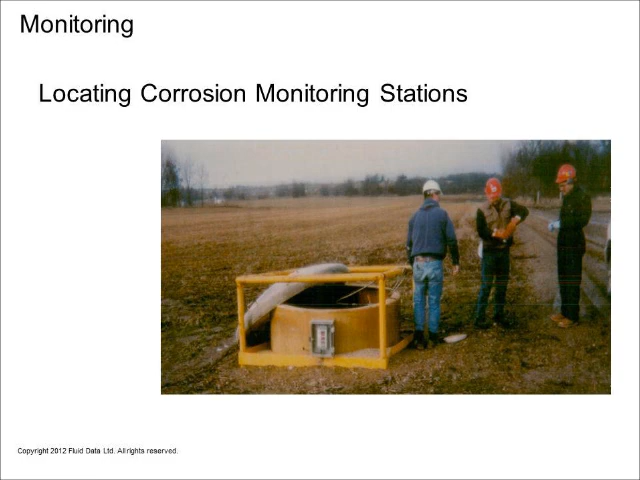 Monitoring
Locating Corrosion Monitoring Stations
Copyright 2012 Fluid Data Ltd. All rights reserved.